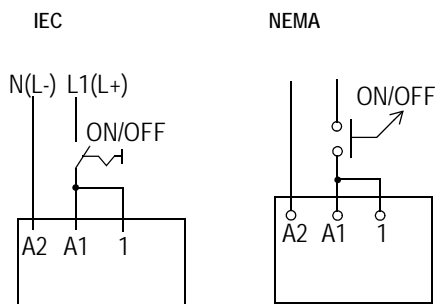 IEC
NEMA
N(L-) L1(L+)
ON/OFF
ON/OFF
A2 A1 1
A2 A1 1